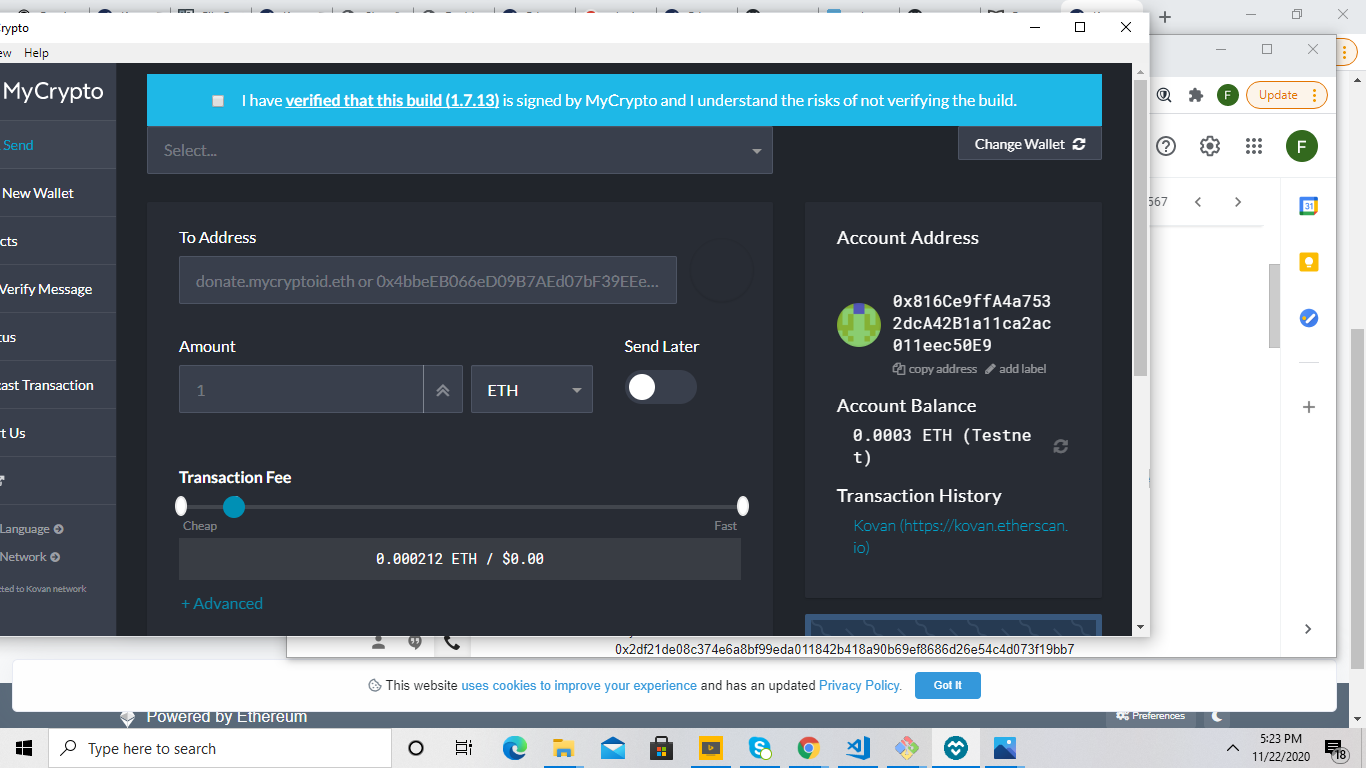 rypto
ew Help
MyCrypto
I have verified that this build (1.7.13) is signed by MyCrypto and I understand the risks of not verifying the build.
Send
New Wallet
cts
Verify Message
tus
cast Transaction
t Us
Language
Network
ted to Kovan network
Select...
Change Wallet
To Address
donate.mycryptoid.eth or 0x4bbeEB066eD09B7AEd07bF39EEe...
Amount
Send Later
1
ETH
Transaction Fee
Cheap
Fast
0.000212 ETH / $0.00
+ Advanced
Account Address
0x816Ce9ffA4a753
2dcA42B1a11ca2ac
011eec50E9
copy address
add label
Account Balance
0.0003 ETH (Testne
t)
Transaction History
Kovan (https://kovan.etherscan.
io)
F
Update
F
567
31
0x2df21de08c374e6a8bf99eda011842b418a90b69ef8686d26e54c4d073f19bb7
This website uses cookies to improve your experience and has an updated Privacy Policy.
Got It
Powered by Ethereum
Preferences
Type here to search
5:23 PM
11/22/2020
18